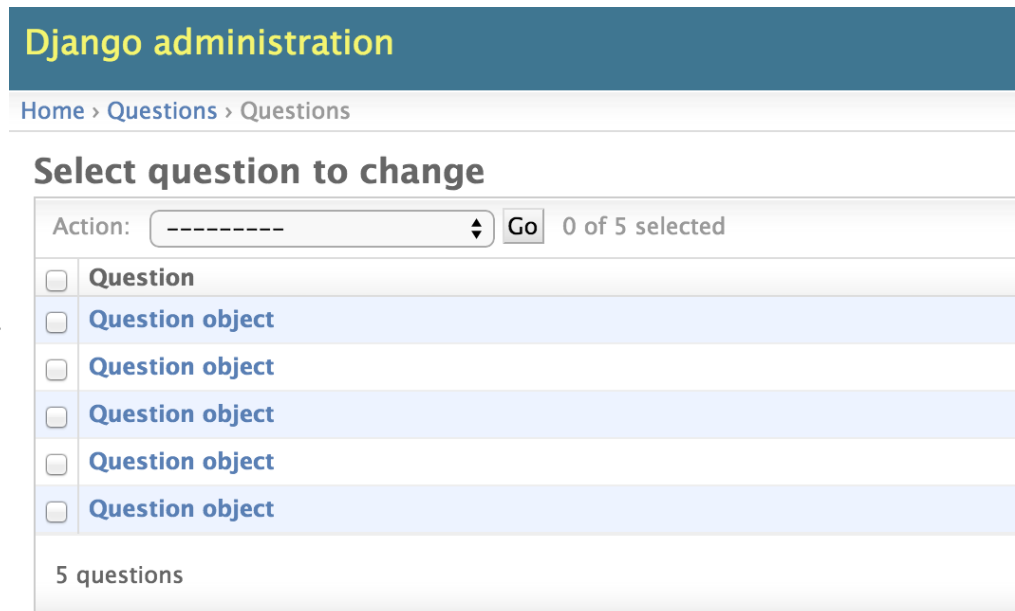 Django administration
Home › Questions › Questions
Select question to change
Action: --------- Go 0 of 5 selected
Question
Question object
Question object
Question object
Question object
Question object
5 questions